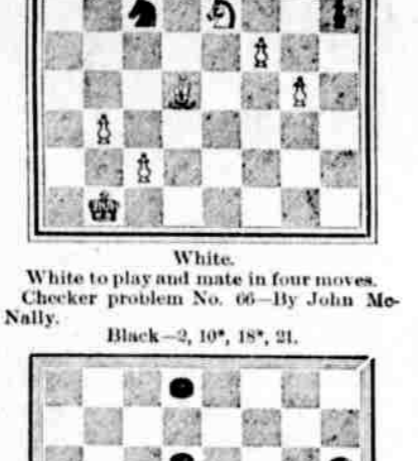 White.
White to play and mate in four moves.
Checker problem No. 66—By John Mc-
Nally.
Black—2, 10*, 18*, 21.